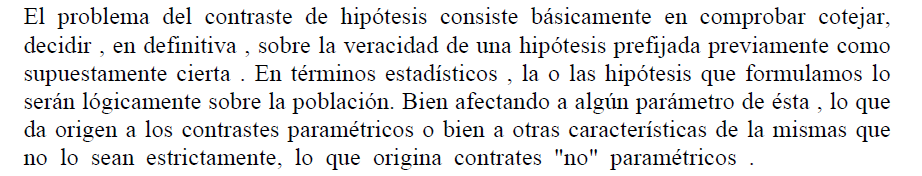 El problema del contraste de hipótesis consiste básicamente en comprobar cotejar,
decidir , en definitiva , sobre la veracidad de una hipótesis prefijada previamente como
supuestamente cierta . En términos estadísticos , la o las hipótesis que formulamos lo
serán lógicamente sobre la población. Bien afectando a algún parámetro de ésta , lo que
da origen a los contrastes paramétricos o bien a otras características de la mismas que
no lo sean estrictamente, lo que origina contrates "no" paramétricos .